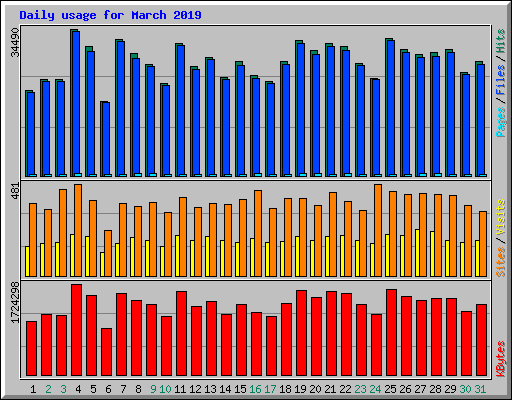 Daily usage for March 2019
34490
Pages/Files/Hits
481
Sites/Visits
1724298
KBytes
1 2 3 4 5 6 7 8 9 10 11 12 13 14 15 16 17 18 19 20 21 22 23 24 25 26 27 28 29 30 31